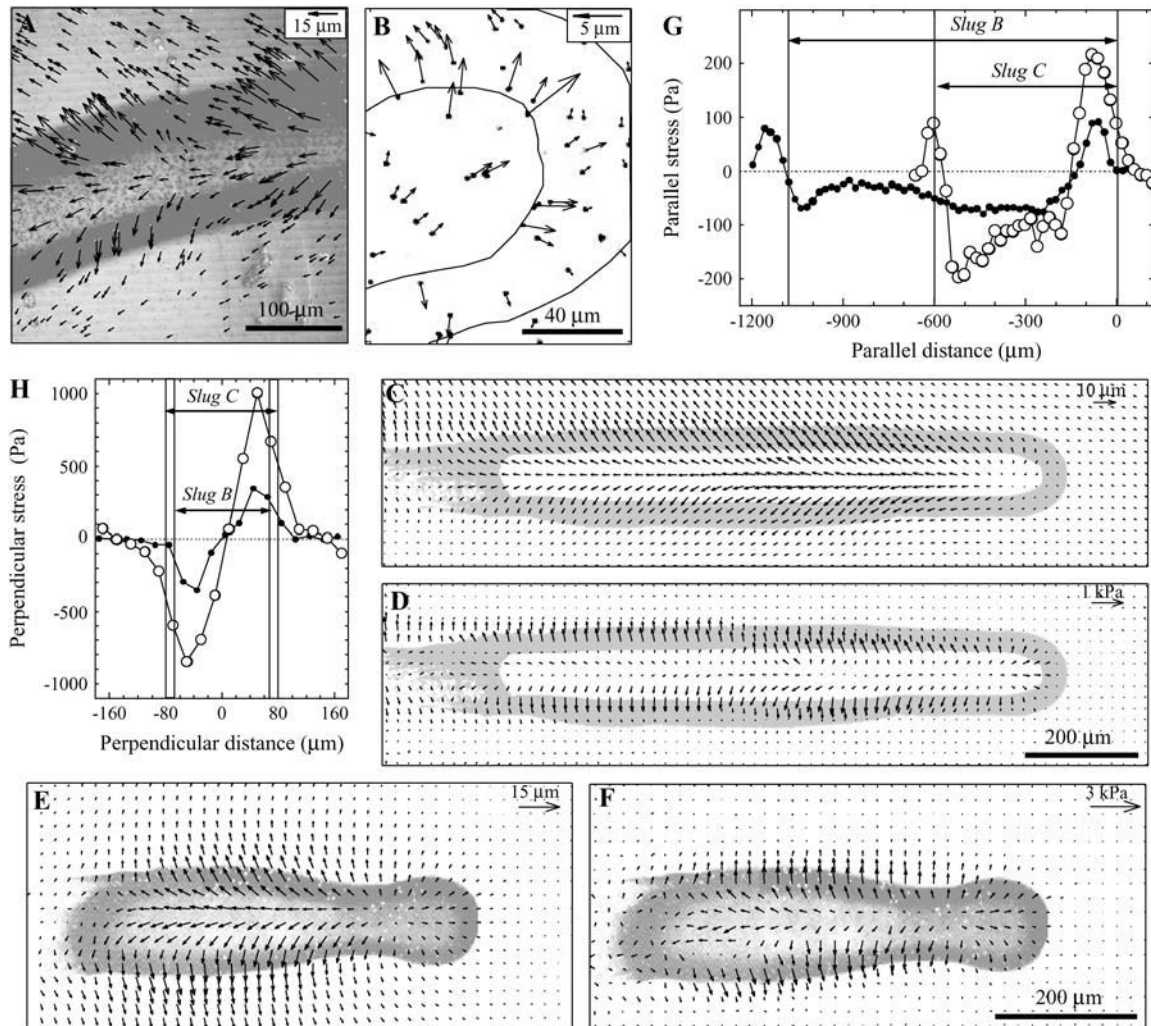 A
15 µm
100 µm
B
5 µm
40 µm
G
Slug B
Slug C
Parallel stress (Pa)
200
100
0
-100
-200
-1200
-900
-600
-300
0
Parallel distance (µm)
H
Slug C
Slug B
Perpendicular stress (Pa)
1000
500
0
-500
-1000
-160
-80
0
80
160
Perpendicular distance (µm)
C
10 µm
D
1 kPa
200 µm
E
15 µm
F
3 kPa
200 µm